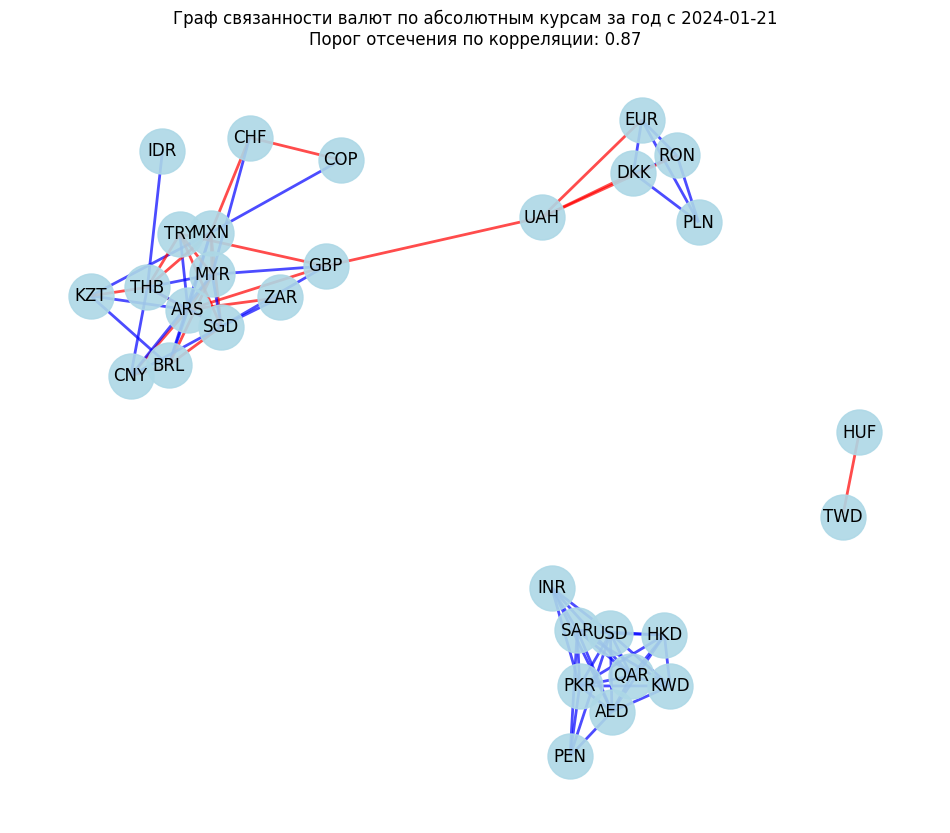 Граф связанности валют по абсолютным курсам за год с 2024-01-21
Порог отсечения по корреляции: 0.87
EUR
CHF
IDR
COP
RON
DKK
UAH
PLN
TRY
MXN
GBP
MYR
THB
KZT
ZAR
ARS
SGD
BRL
CNY
HUF
TWD
INR
SAR
USD
HKD
QAR
PKR
KWD
AED
PEN